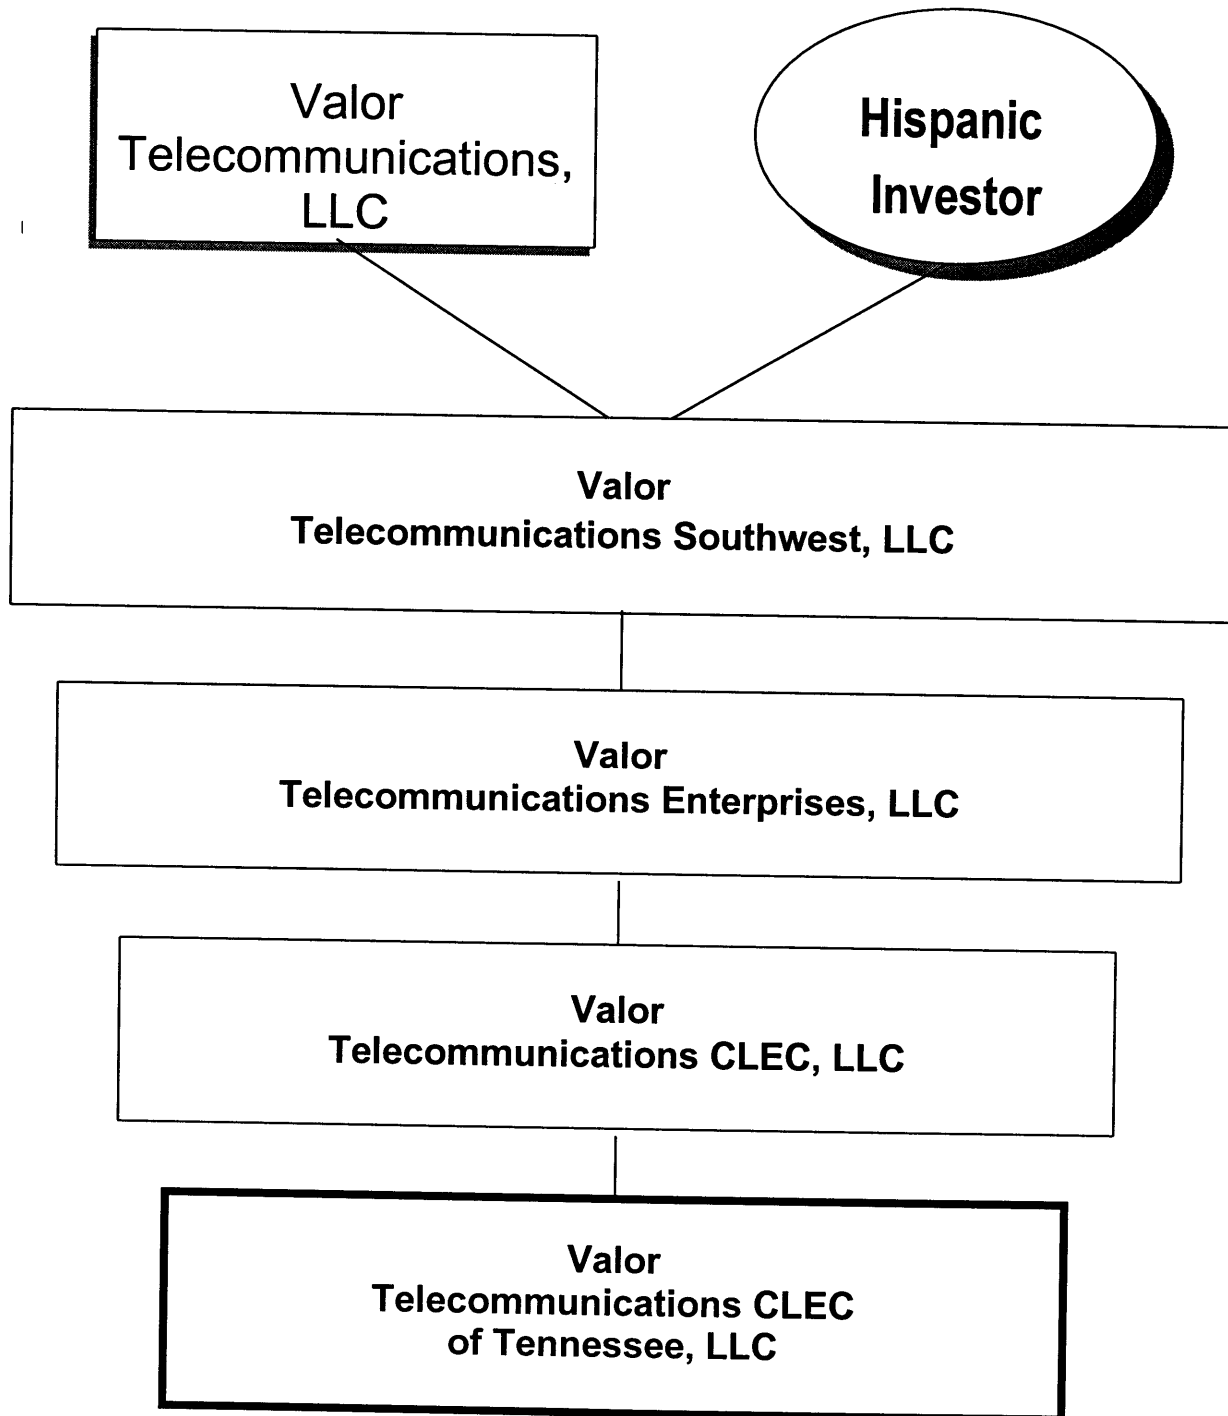 Valor
Telecommunications,
LLC
Hispanic
Investor
Valor
Telecommunications Southwest, LLC
Valor
Telecommunications Enterprises, LLC
Valor
Telecommunications CLEC, LLC
Valor
Telecommunications CLEC
of Tennessee, LLC